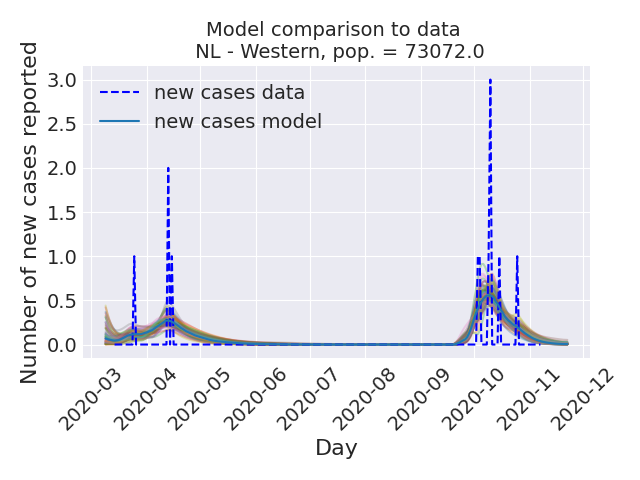 Model comparison to data
NL - Western, pop. = 73072.0
Number of new cases reported
3.0
2.5
2.0
1.5
1.0
0.5
0.0
new cases data
new cases model
2020-03
2020-04
2020-05
2020-06
2020-07
2020-08
2020-09
2020-10
2020-11
2020-12
Day